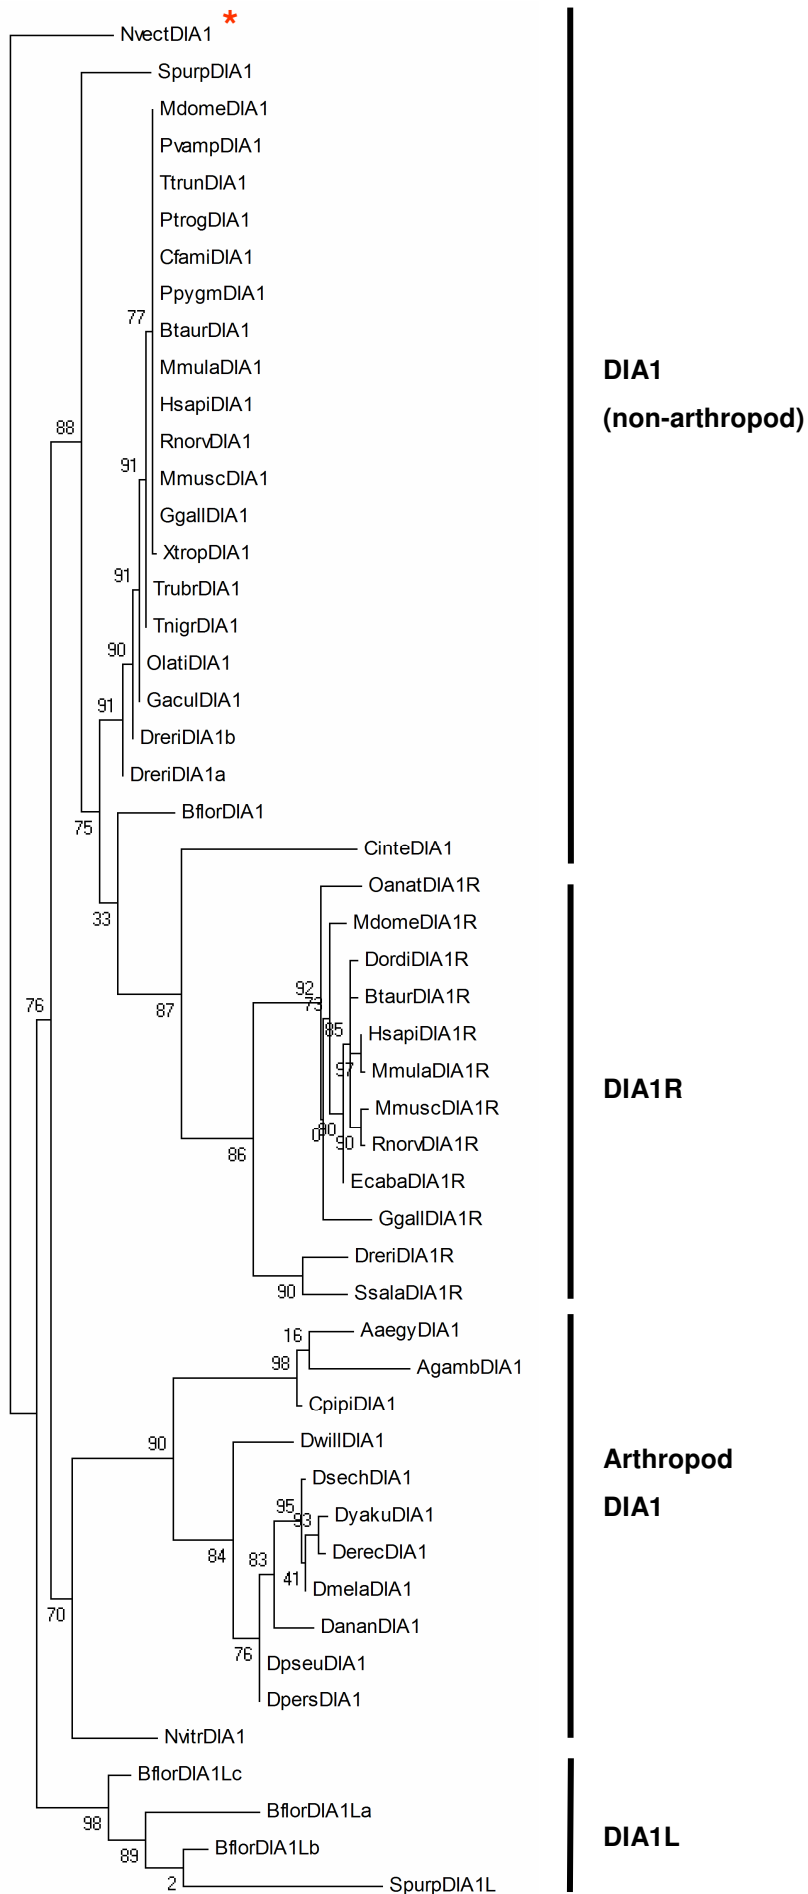 NvectDIA1 *
SpurpDIA1
MdomeDIA1
PvampDIA1
TtrunDIA1
PtrogDIA1
CfamiDIA1
PpygmDIA1
77
BtaurDIA1
MmulaDIA1
DIA1
HsapiDIA1
(non-arthropod)
88
RnorvDIA1
91
MmuscDIA1
GgallDIA1
XtropDIA1
91
TrubrDIA1
TnigrDIA1
90
OlatiDIA1
91
GaculDIA1
DreriDIA1b
DreriDIA1a
75
BflorDIA1
CinteDIA1
OanatDIA1R
33
MdomeDIA1R
DordiDIA1R
92
73
BtaurDIA1R
76
87
85
HsapiDIA1R
97
MmulaDIA1R
DIA1R
MmuscDIA1R
0
90
90
RnorvDIA1R
86
EcabaDIA1R
GgallDIA1R
DreriDIA1R
90
SsalaDIA1R
16
AaegyDIA1
98
AgambDIA1
CpipiDIA1
90
DwillDIA1
Arthropod
DsechDIA1
95
93
DyakuDIA1
DIA1
84
83
DerecDIA1
41
DmelaDIA1
70
DananDIA1
76
DpseuDIA1
DpersDIA1
NvitrDIA1
BflorDIA1Lc
98
BflorDIA1La
89
BflorDIA1Lb
DIA1L
2
SpurpDIA1L